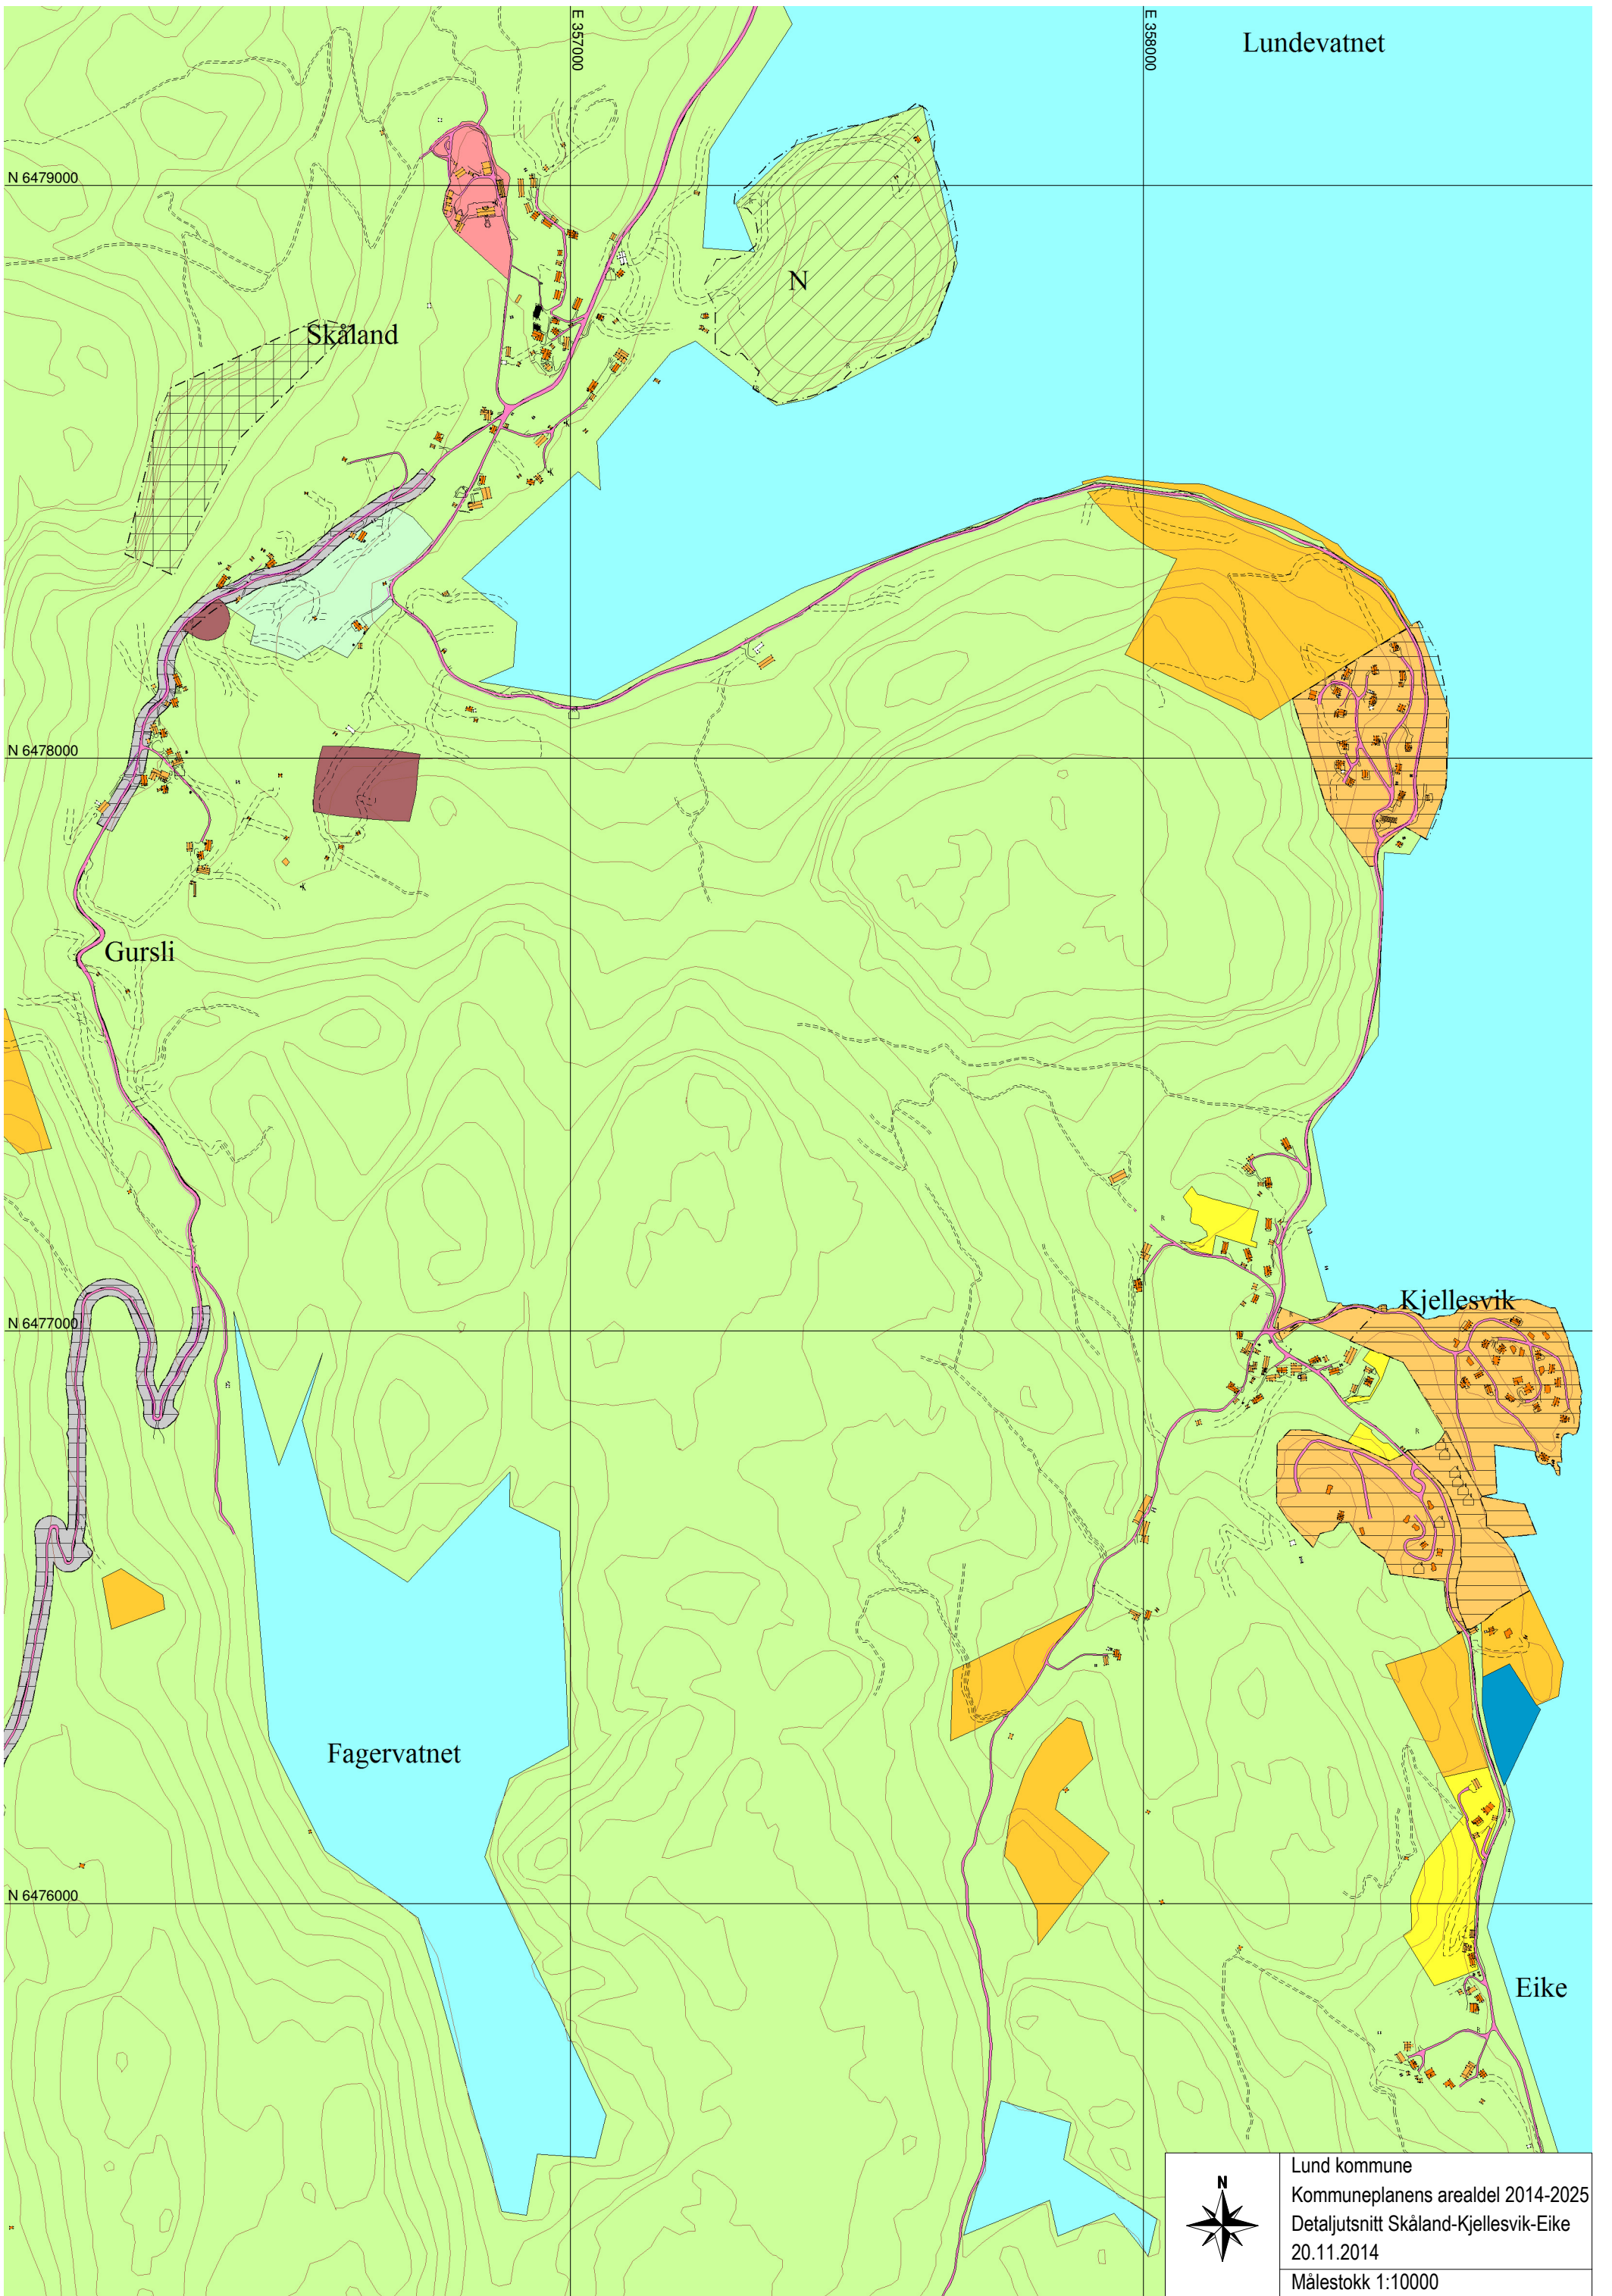 E 357000
E 358000
Lundevatnet
N 6479000
N
Skåland
N 6478000
Gursli
R
Kjellesvik
N 6477000
R
Fagervatnet
N 6476000
Eike
R
N
Lund kommune
Kommuneplanens arealdel 2014-2025
Detaljutsnitt Skåland-Kjellesvik-Eike
20.11.2014
Målestokk 1:10000